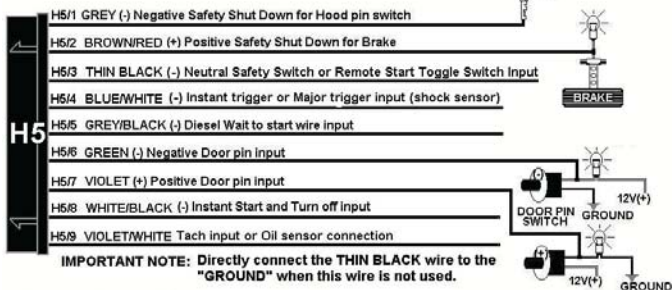 H5/1 GREY (-) Negative Safety Shut Down for Hood pin switch
H5/2 BROWN/RED (+) Positive Safety Shut Down for Brake
H5/3 THIN BLACK (-) Neutral Safety Switch or Remote Start Toggle Switch Input
H5/4 BLUE/WHITE (-) Instant trigger or Major trigger input (shock sensor)
BRAKE
H5
H5/5 GREY/BLACK (-) Diesel Wait to start wire input
H5/6 GREEN (-) Negative Door pin input
H5/7 VIOLET (+) Positive Door pin input
12V(+)
DOOR PIN
SWITCH
GROUND
H5/8 WHITE/BLACK (-) Instant Start and Turn off input
H5/9 VIOLET/WHITE Tach input or Oil sensor connection
IMPORTANT NOTE: Directly connect the THIN BLACK wire to the
"GROUND" when this wire is not used.
12V(+)
GROUND